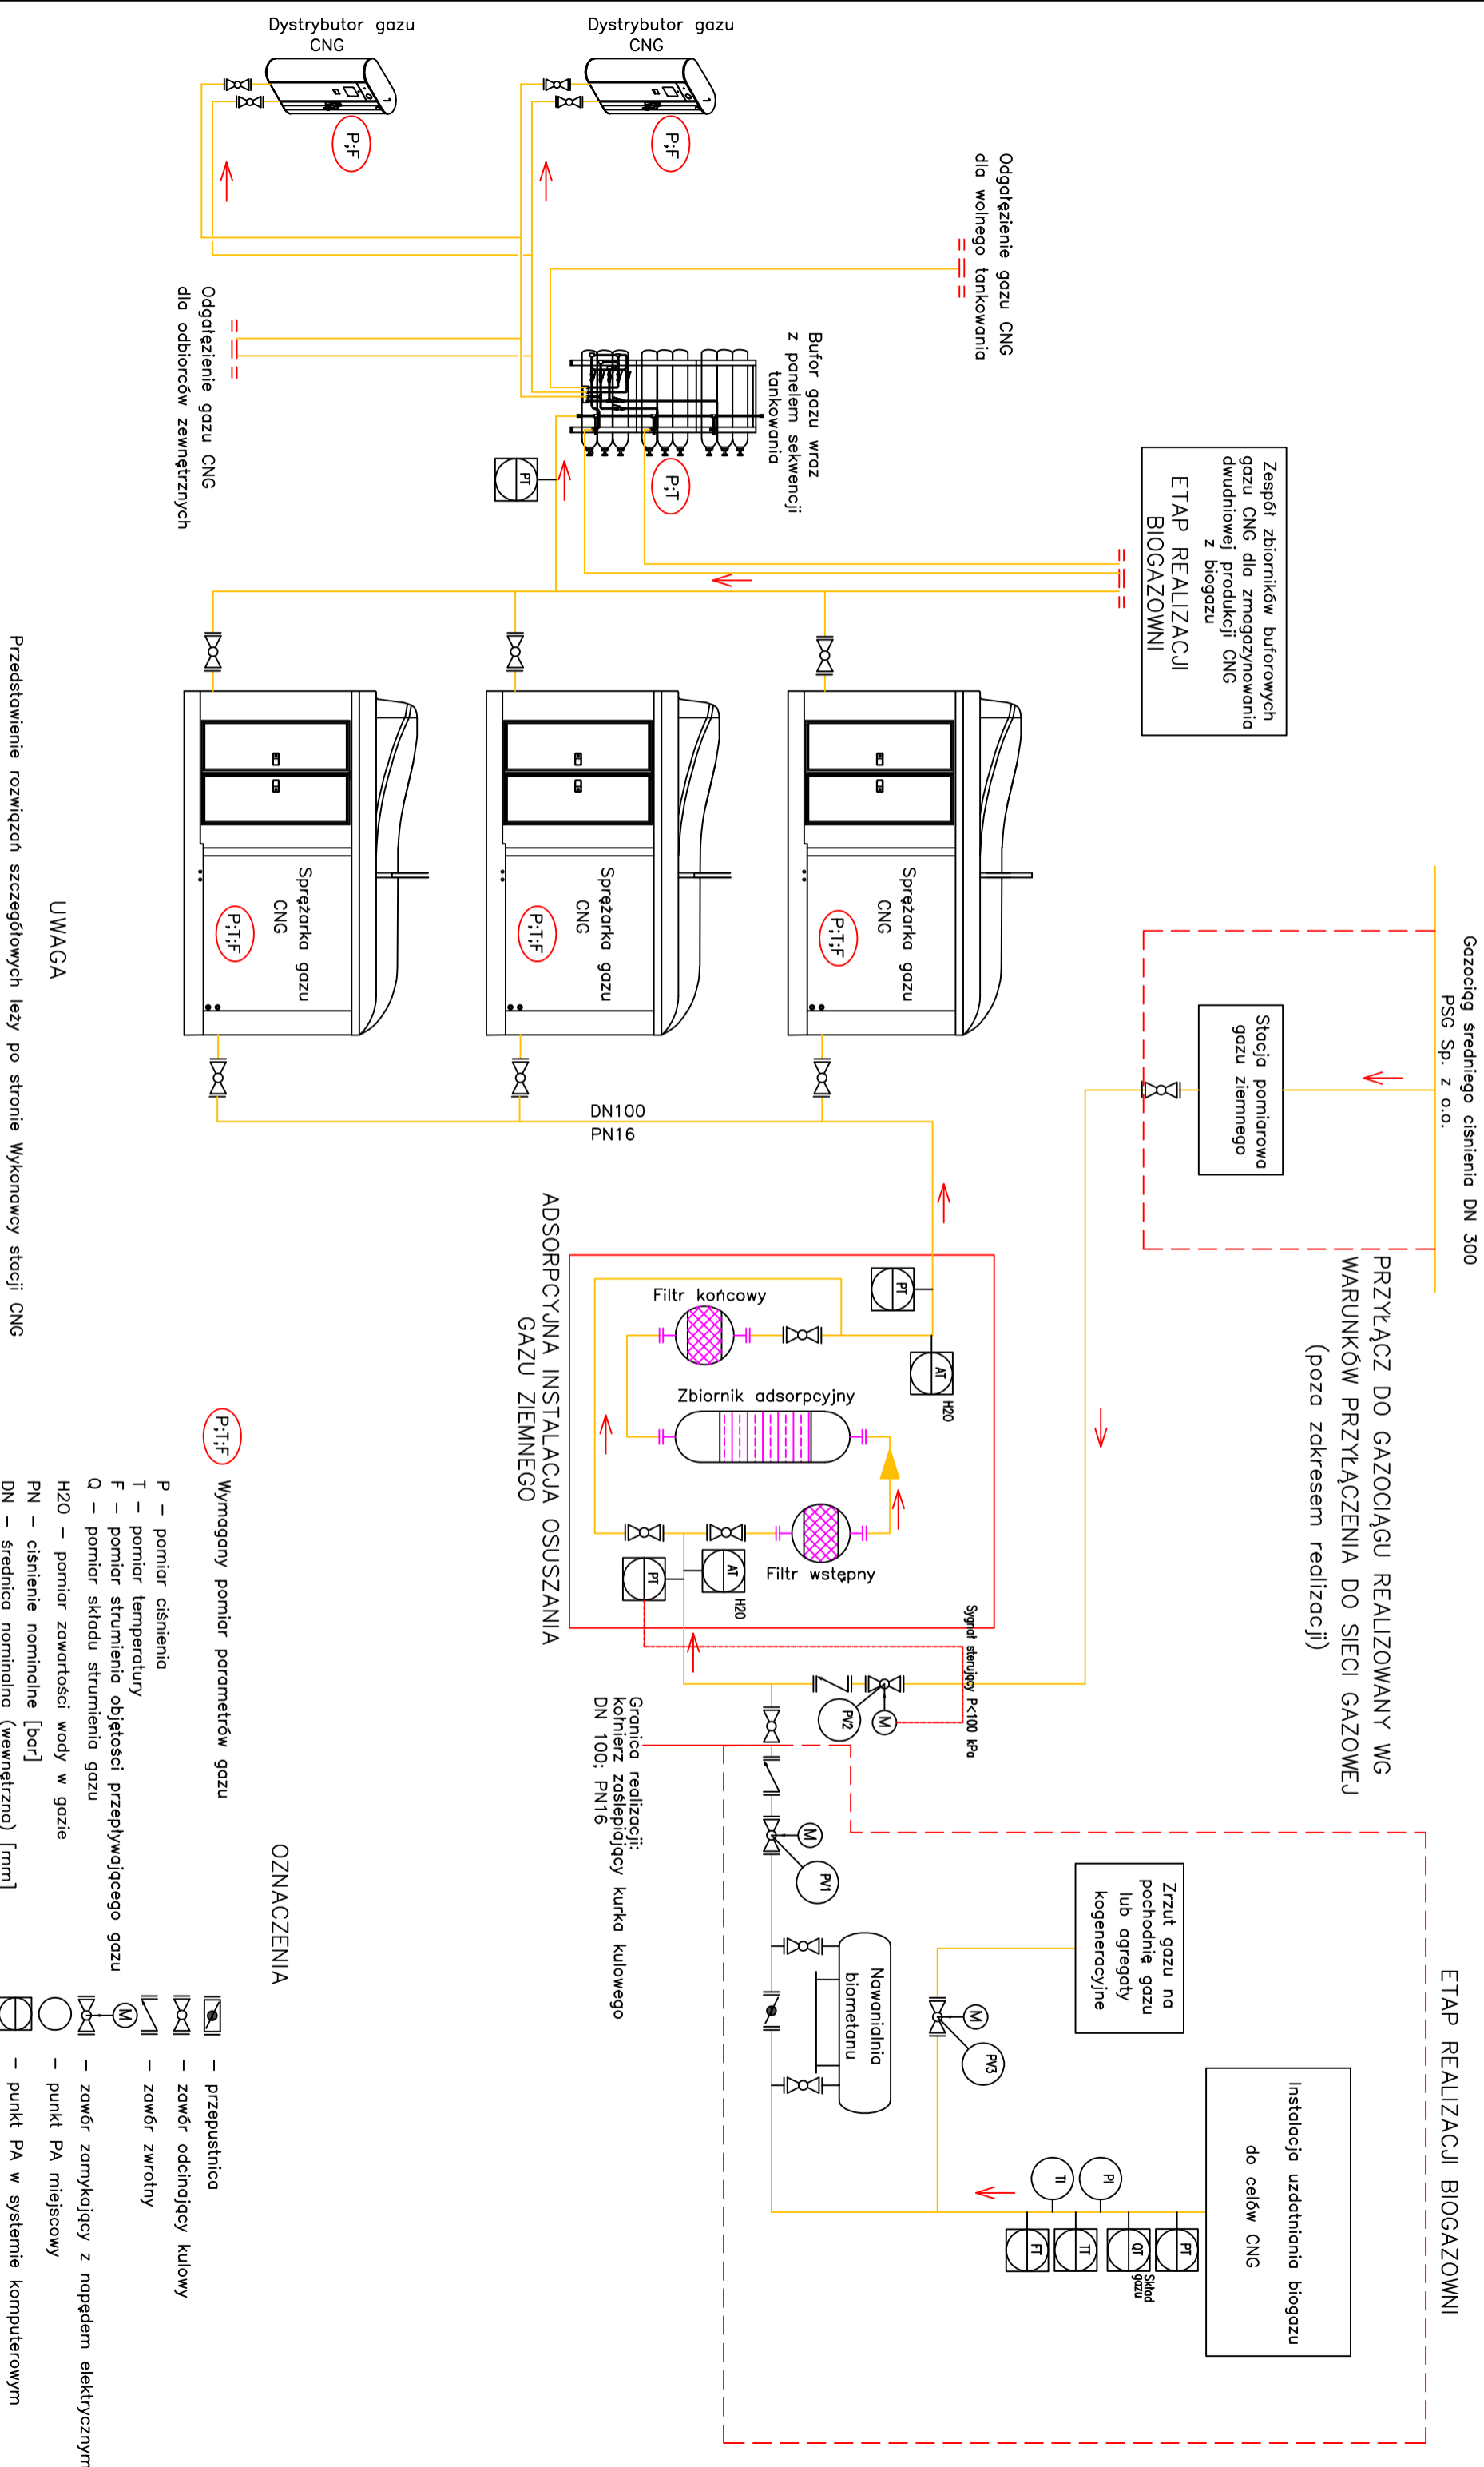 Dystrybutor gazu
CNG
P;F
Dystrybutor gazu
CNG
P;F
Odgałęzienie gazu CNG
dla wolnego tankowania
Odgałęzienie gazu CNG
dla odbiorców zewnętrznych
Bufor gazu wraz
z panelem sekwencji
tankowania
P;T
PT
Zespół zbiorników buforowych
gazu CNG dla zmagazynowania
dwudniowej produkcji CNG
z biogazu
ETAP REALIZACJI
BIOGAZOWNI
Sprężarka gazu
CNG
P;T;F
Sprężarka gazu
CNG
P;T;F
Sprężarka gazu
CNG
P;T;F
DN100
PN16
Gazociąg średniego ciśnienia DN 300
PSG Sp. z o.o.
Stacja pomiarowa
gazu ziemnego
PRZYŁĄCZ DO GAZOCIĄGU REALIZOWANY WG
WARUNKÓW PRZYŁĄCZENIA DO SIECI GAZOWEJ
(poza zakresem realizacji)
ADSORPCYJNA INSTALACJA OSUSZANIA
GAZU ZIEMNEGO
PT
AT
H2O
Filtr końcowy
Zbiornik adsorpcyjny
Filtr wstępny
AT
H2O
PT
Sygnał sterujący P<100 kPa
M
PV2
Granica realizacji:
kołnierz zaślepiający kurka kulowego
DN 100; PN16
M
PV1
ETAP REALIZACJI BIOGAZOWNI
Zrzut gazu na
pochodnię gazu
lub agregaty
kogeneracyjne
M
PV3
Nawanialnia
biometanu
Instalacja uzdatniania biogazu
do celów CNG
PI
TI
PT
QT
Skład
gazu
TT
FT
UWAGA
Przedstawienie rozwiązań szczegółowych leży po stronie Wykonawcy stacji CNG
OZNACZENIA
P;T;F
Wymagany pomiar parametrów gazu
P – pomiar ciśnienia
T – pomiar temperatury
F – pomiar strumienia objętości przepływającego gazu
Q – pomiar składu strumienia gazu
H2O – pomiar zawartości wody w gazie
PN – ciśnienie nominalne [bar]
DN – średnica nominalna (wewnętrzna) [mm]
– przepustnica
– zawór odcinający kulowy
– zawór zwrotny
M
– zawór zamykający z napędem elektrycznym
– punkt PA miejscowy
– punkt PA w systemie komputerowym